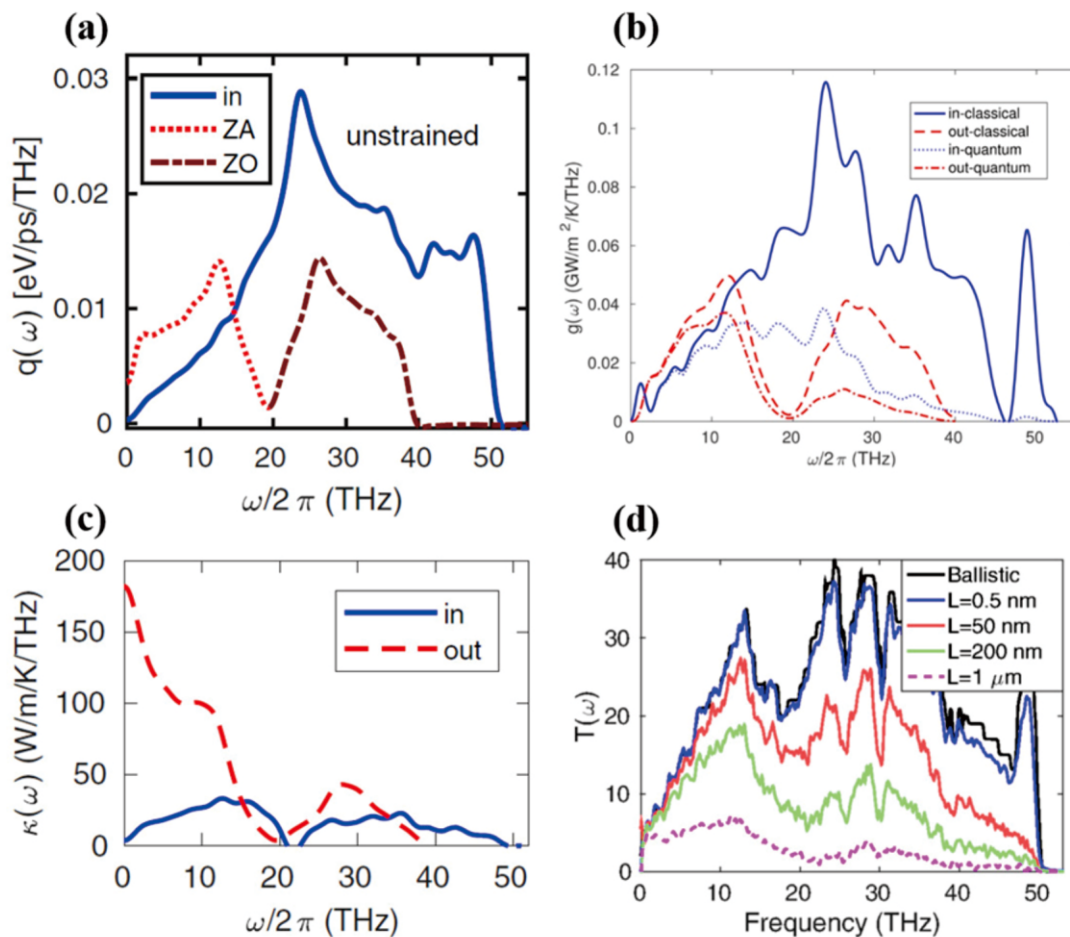 (a)
0.03
0.02
0.01
0
q(ω) [eV/ps/THz]
in
ZA
ZO
unstrained
0 10 20 30 40 50
ω/2π (THz)
(b)
0.12
0.1
0.08
0.06
0.04
0.02
0
g(ω) (GW/m²/K/THz)
in-classical
out-classical
in-quantum
out-quantum
0 10 20 30 40 50
ω/2π (THz)
(c)
200
150
100
50
0
κ(ω) (W/m/K/THz)
in
out
0 10 20 30 40 50
ω/2π (THz)
(d)
40
30
20
10
0
T(ω)
Ballistic
L=0.5 nm
L=50 nm
L=200 nm
L=1 μm
0 10 20 30 40 50
Frequency (THz)